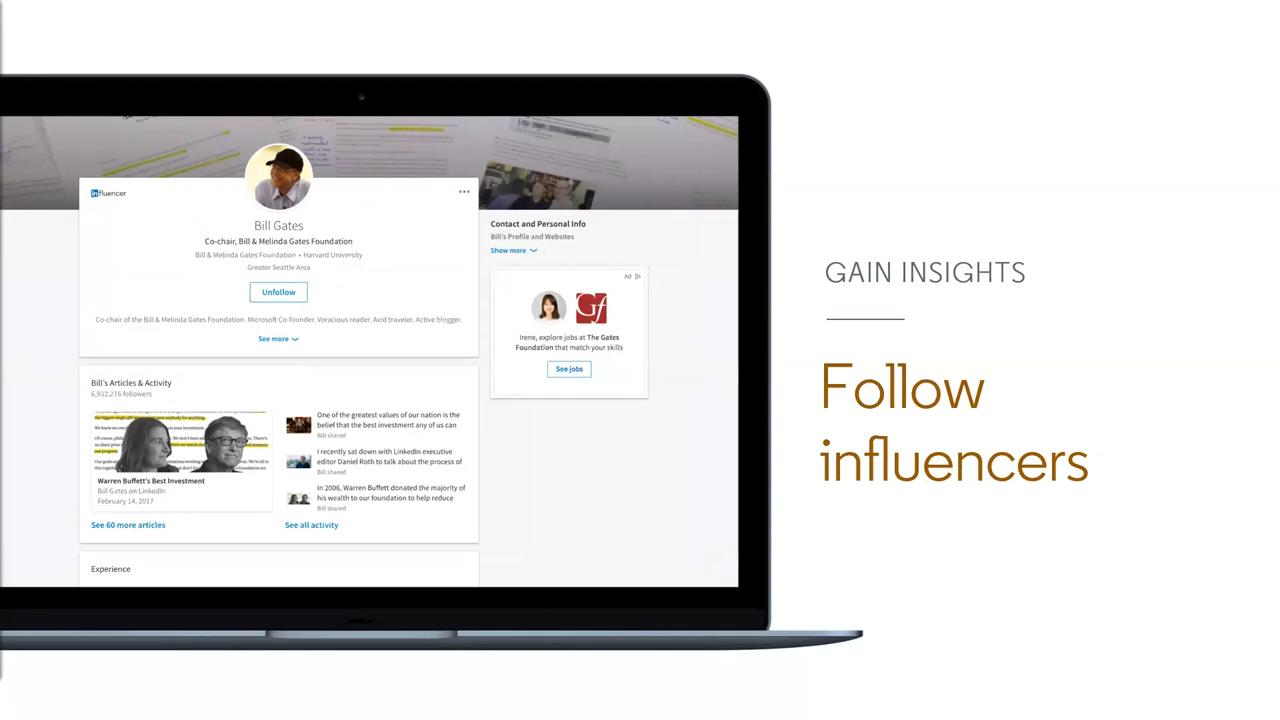 influencer
Bill Gates
Co-chair, Bill & Melinda Gates Foundation
Bill & Melinda Gates Foundation • Harvard University
Greater Seattle Area
Unfollow
Co-chair of the Bill & Melinda Gates Foundation. Microsoft Co-founder. Voracious reader. Avid traveler. Active blogger.
See more
Bill's Articles & Activity
6,932,276 followers
Warren Buffett's Best Investment
Bill Gates on LinkedIn
February 14, 2017
See 60 more articles
One of the greatest values of our nation is the
belief that the best investment any of us can
Bill shared
I recently sat down with LinkedIn executive
editor Daniel Roth to talk about the process of
Bill shared
In 2006, Warren Buffett donated the majority of
his wealth to our foundation to help reduce
Bill shared
See all activity
Experience
Contact and Personal Info
Bill's Profile and Websites
Show more
Ad
Gf
Irene, explore jobs at The Gates
Foundation that match your skills
See jobs
GAIN INSIGHTS
Follow
influencers